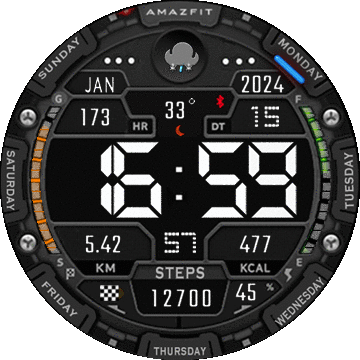 AMAZFIT
SUNDAY
MONDAY
JAN
2024
G
F
173
33°
15
HR
DT
SATURDAY
TUESDAY
16:59
5.42
57
477
KM
KCAL
S
E
STEPS
12700
45 %
FRIDAY
WEDNESDAY
THURSDAY